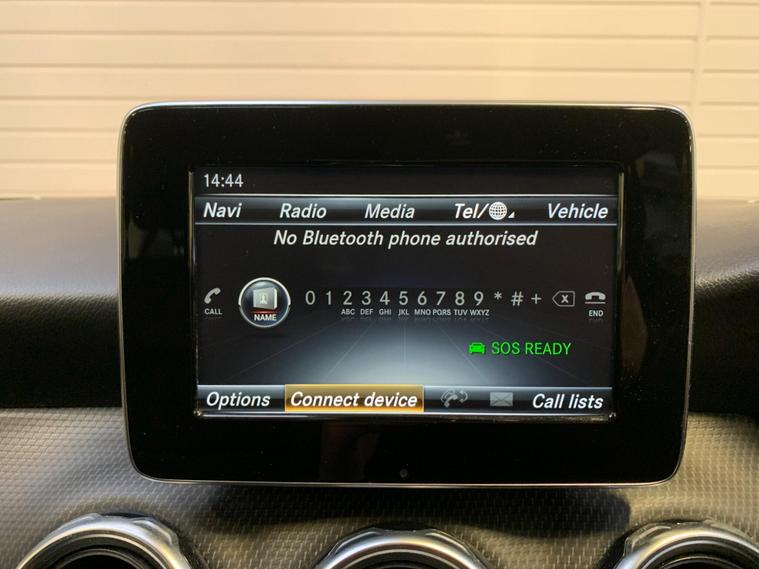 14:44
Navi Radio Media Tel/ Vehicle
No Bluetooth phone authorised
0 1 2 3 4 5 6 7 8 9 * # +
ABC DEF GHI JKL MNO PQRS TUV WXYZ
CALL NAME END
SOS READY
Options Connect device Call lists